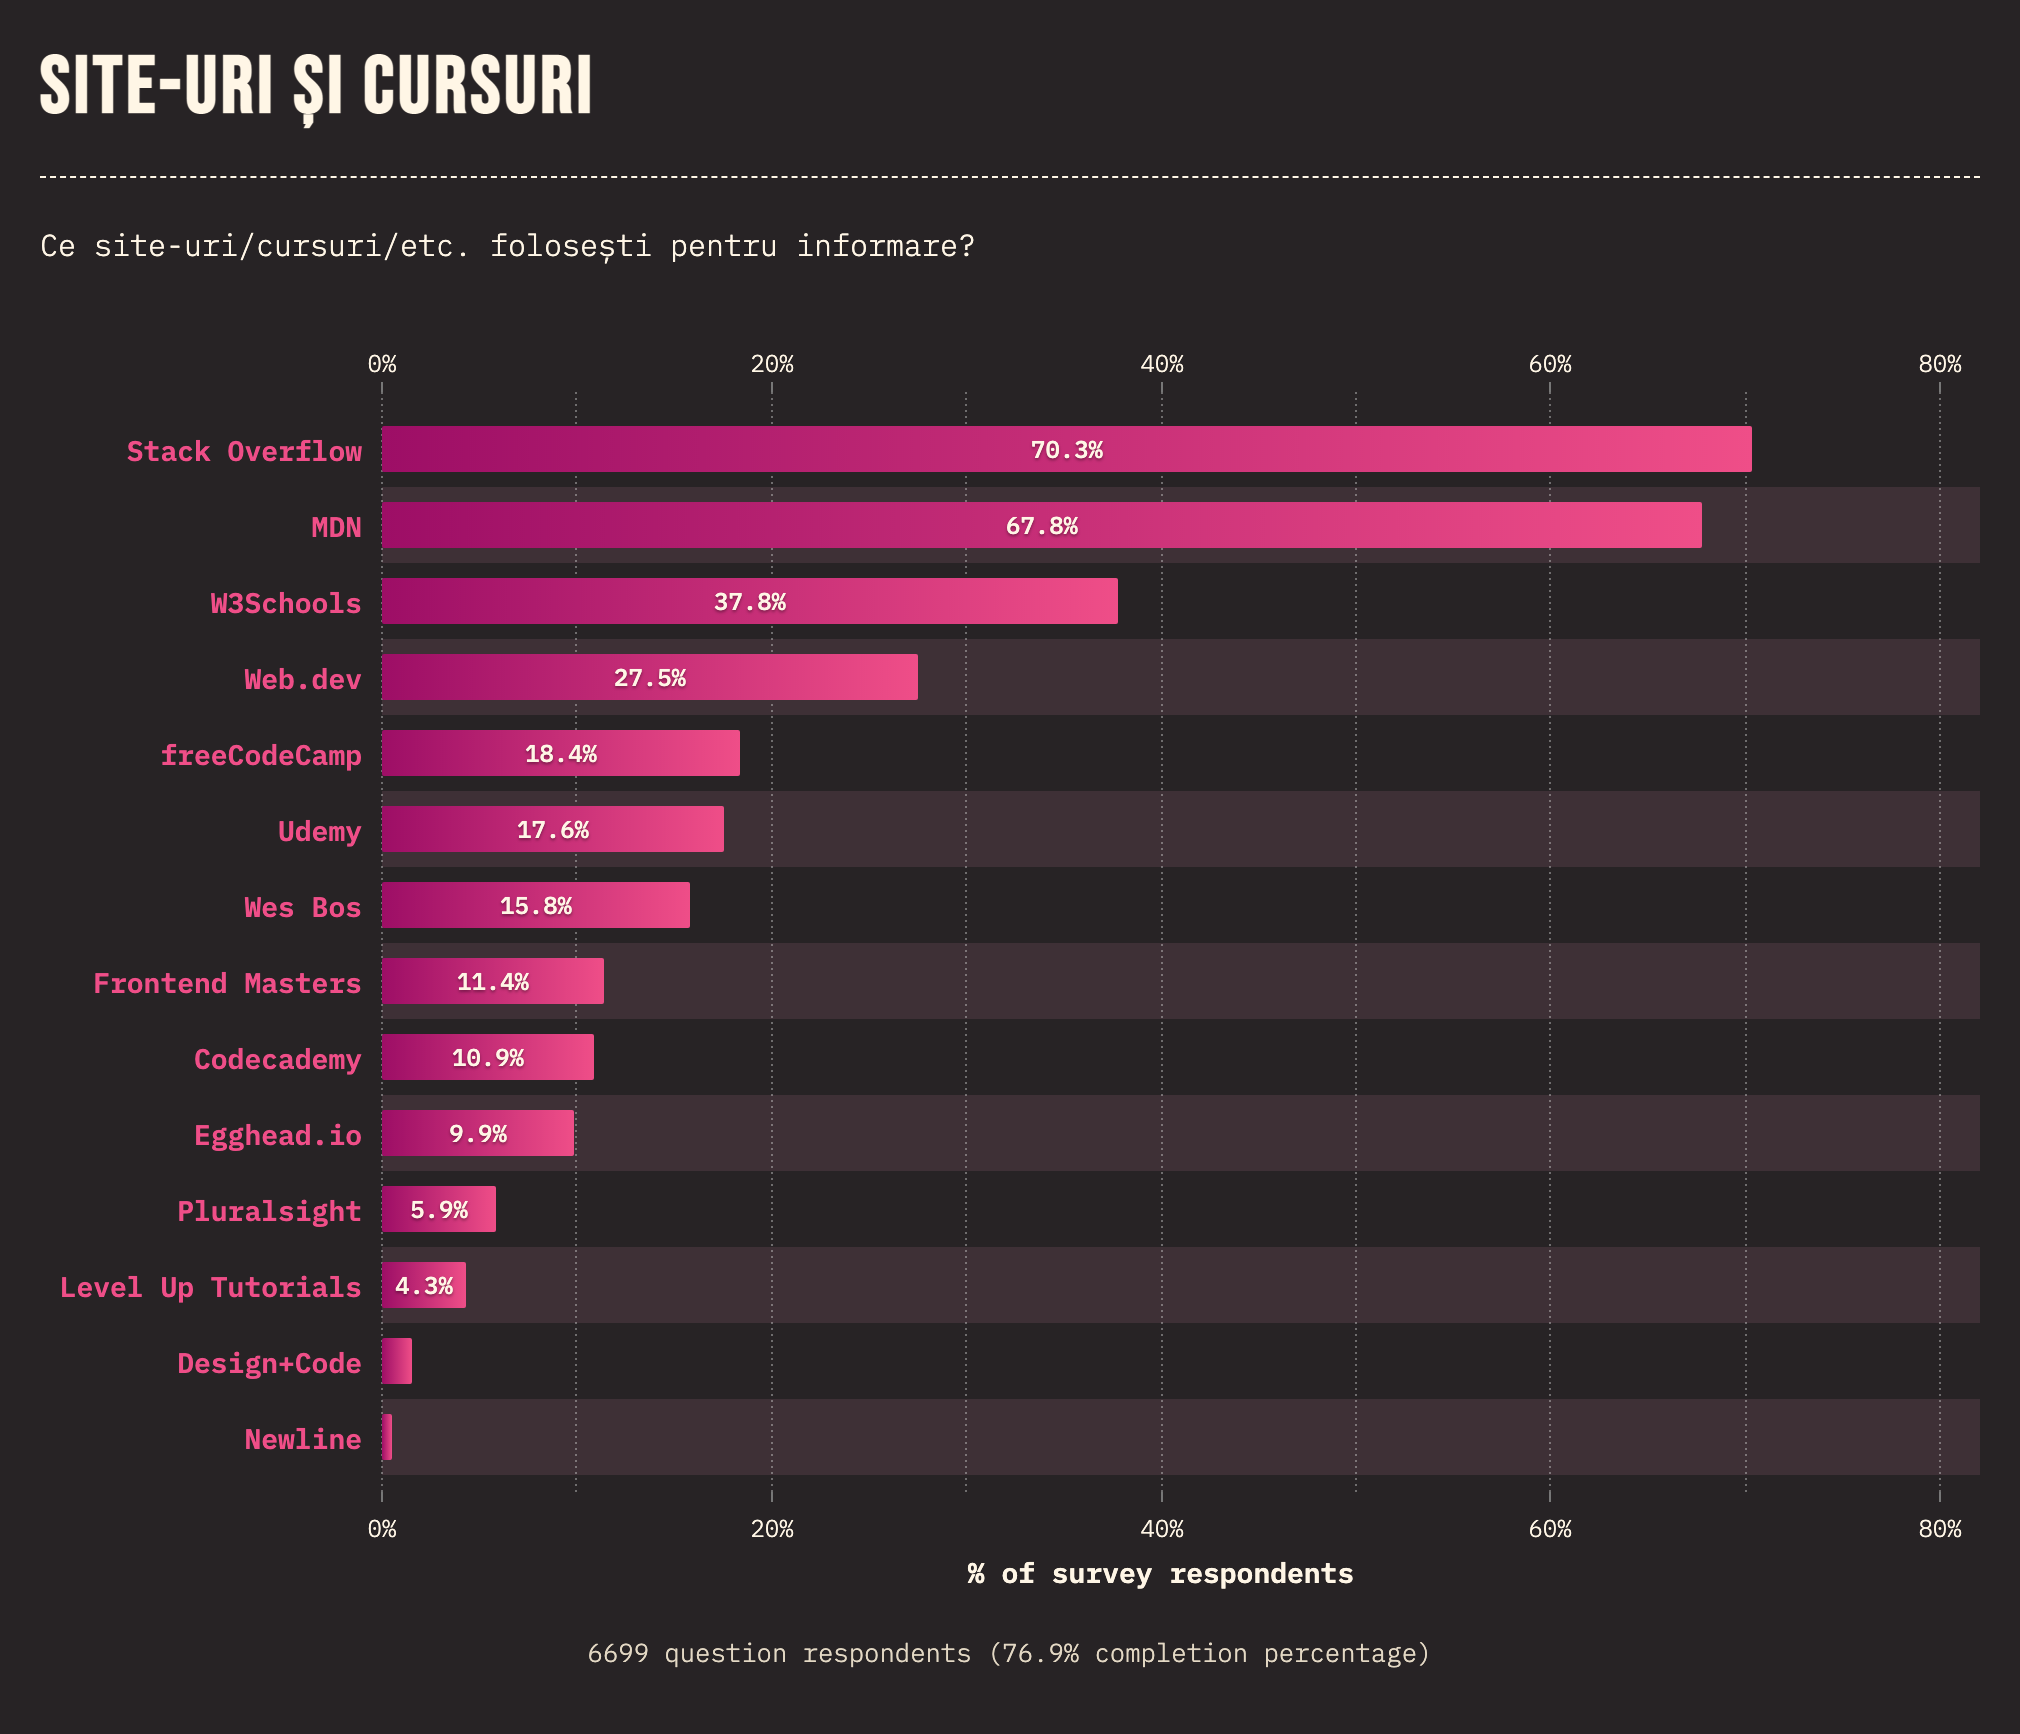 SITE-URI ȘI CURSURI
Ce site-uri/cursuri/etc. folosești pentru informare?
0% 20% 40% 60% 80%
Stack Overflow 70.3%
MDN 67.8%
W3Schools 37.8%
Web.dev 27.5%
freeCodeCamp 18.4%
Udemy 17.6%
Wes Bos 15.8%
Frontend Masters 11.4%
Codecademy 10.9%
Egghead.io 9.9%
Pluralsight 5.9%
Level Up Tutorials 4.3%
Design+Code
Newline
0% 20% 40% 60% 80%
% of survey respondents
6699 question respondents (76.9% completion percentage)